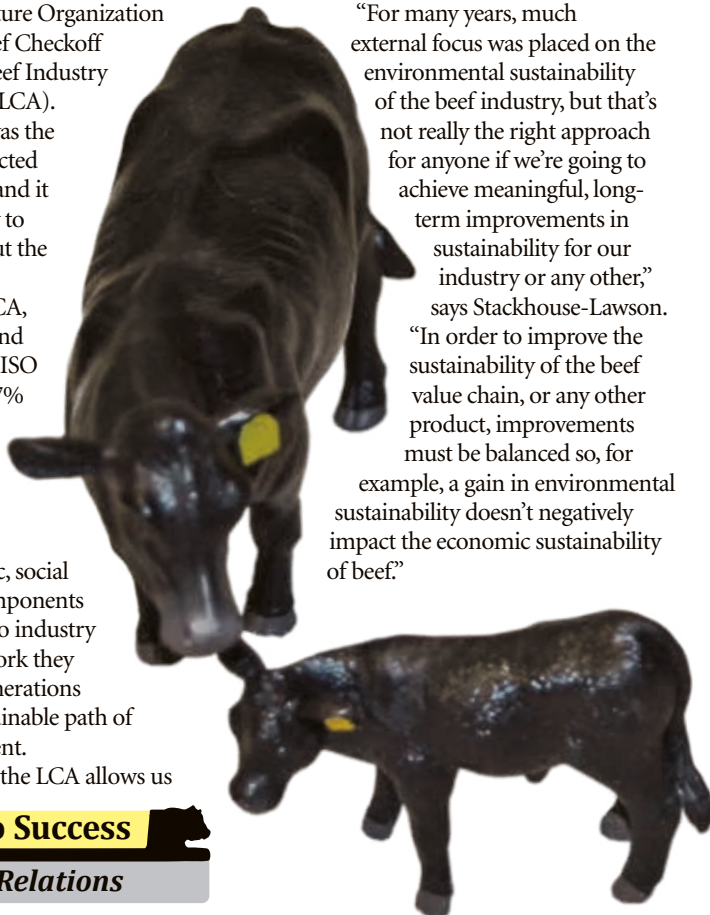 ture Organization
ef Checkoff
eef Industry
LCA).
as the
cted
and it
to
ut the
CA,
nd
ISO
7%
c, social
mponents
o industry
ork they
nerations
inable path of
ent.
the LCA allows us
o Success
Relations
“For many years, much
external focus was placed on the
environmental sustainability
of the beef industry, but that’s
not really the right approach
for anyone if we’re going to
achieve meaningful, long-
term improvements in
sustainability for our
industry or any other,”
says Stackhouse-Lawson.
“In order to improve the
sustainability of the beef
value chain, or any other
product, improvements
must be balanced so, for
example, a gain in environmental
sustainability doesn’t negatively
impact the economic sustainability
of beef.”